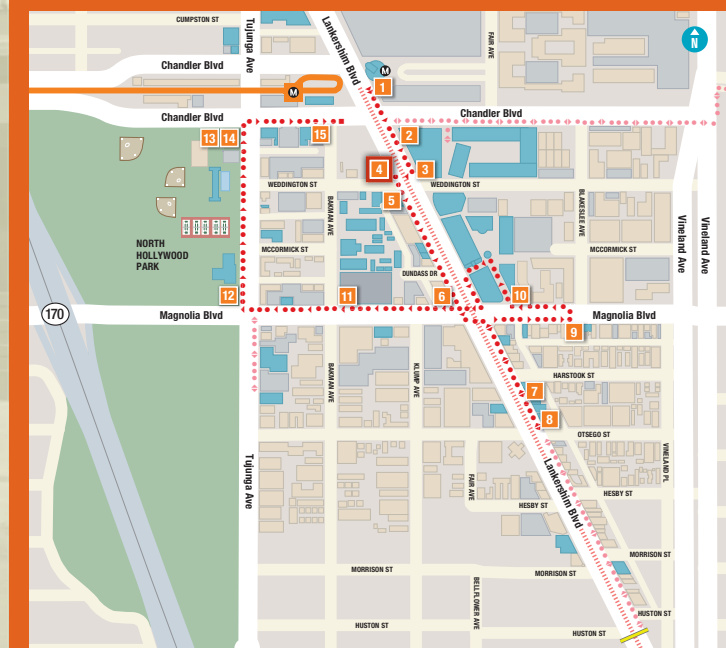 CUMPSTON ST
Tujunga Ave
Lankershim Blvd
FAIR AVE
N
Chandler Blvd
M
M
1
Chandler Blvd
Chandler Blvd
13
14
15
2
4
3
WEDDINGTON ST
WEDDINGTON ST
5
BAKMAN AVE
BLAKESLEE AVE
Vineland Ave
Vineland Ave
MCCORMICK ST
MCCORMICK ST
NORTH
HOLLYWOOD
PARK
DUNDASS DR
12
11
6
10
170
Magnolia Blvd
Magnolia Blvd
9
BAKMAN AVE
KLUMP AVE
HARSTOOK ST
7
8
OTSEGO ST
Tujunga Ave
Lankershim Blvd
VINELAND PL
FAIR AVE
HESBY ST
HESBY ST
MORRISON ST
MORRISON ST
MORRISON ST
BELLFLOWER AVE
HUSTON ST
HUSTON ST
HUSTON ST